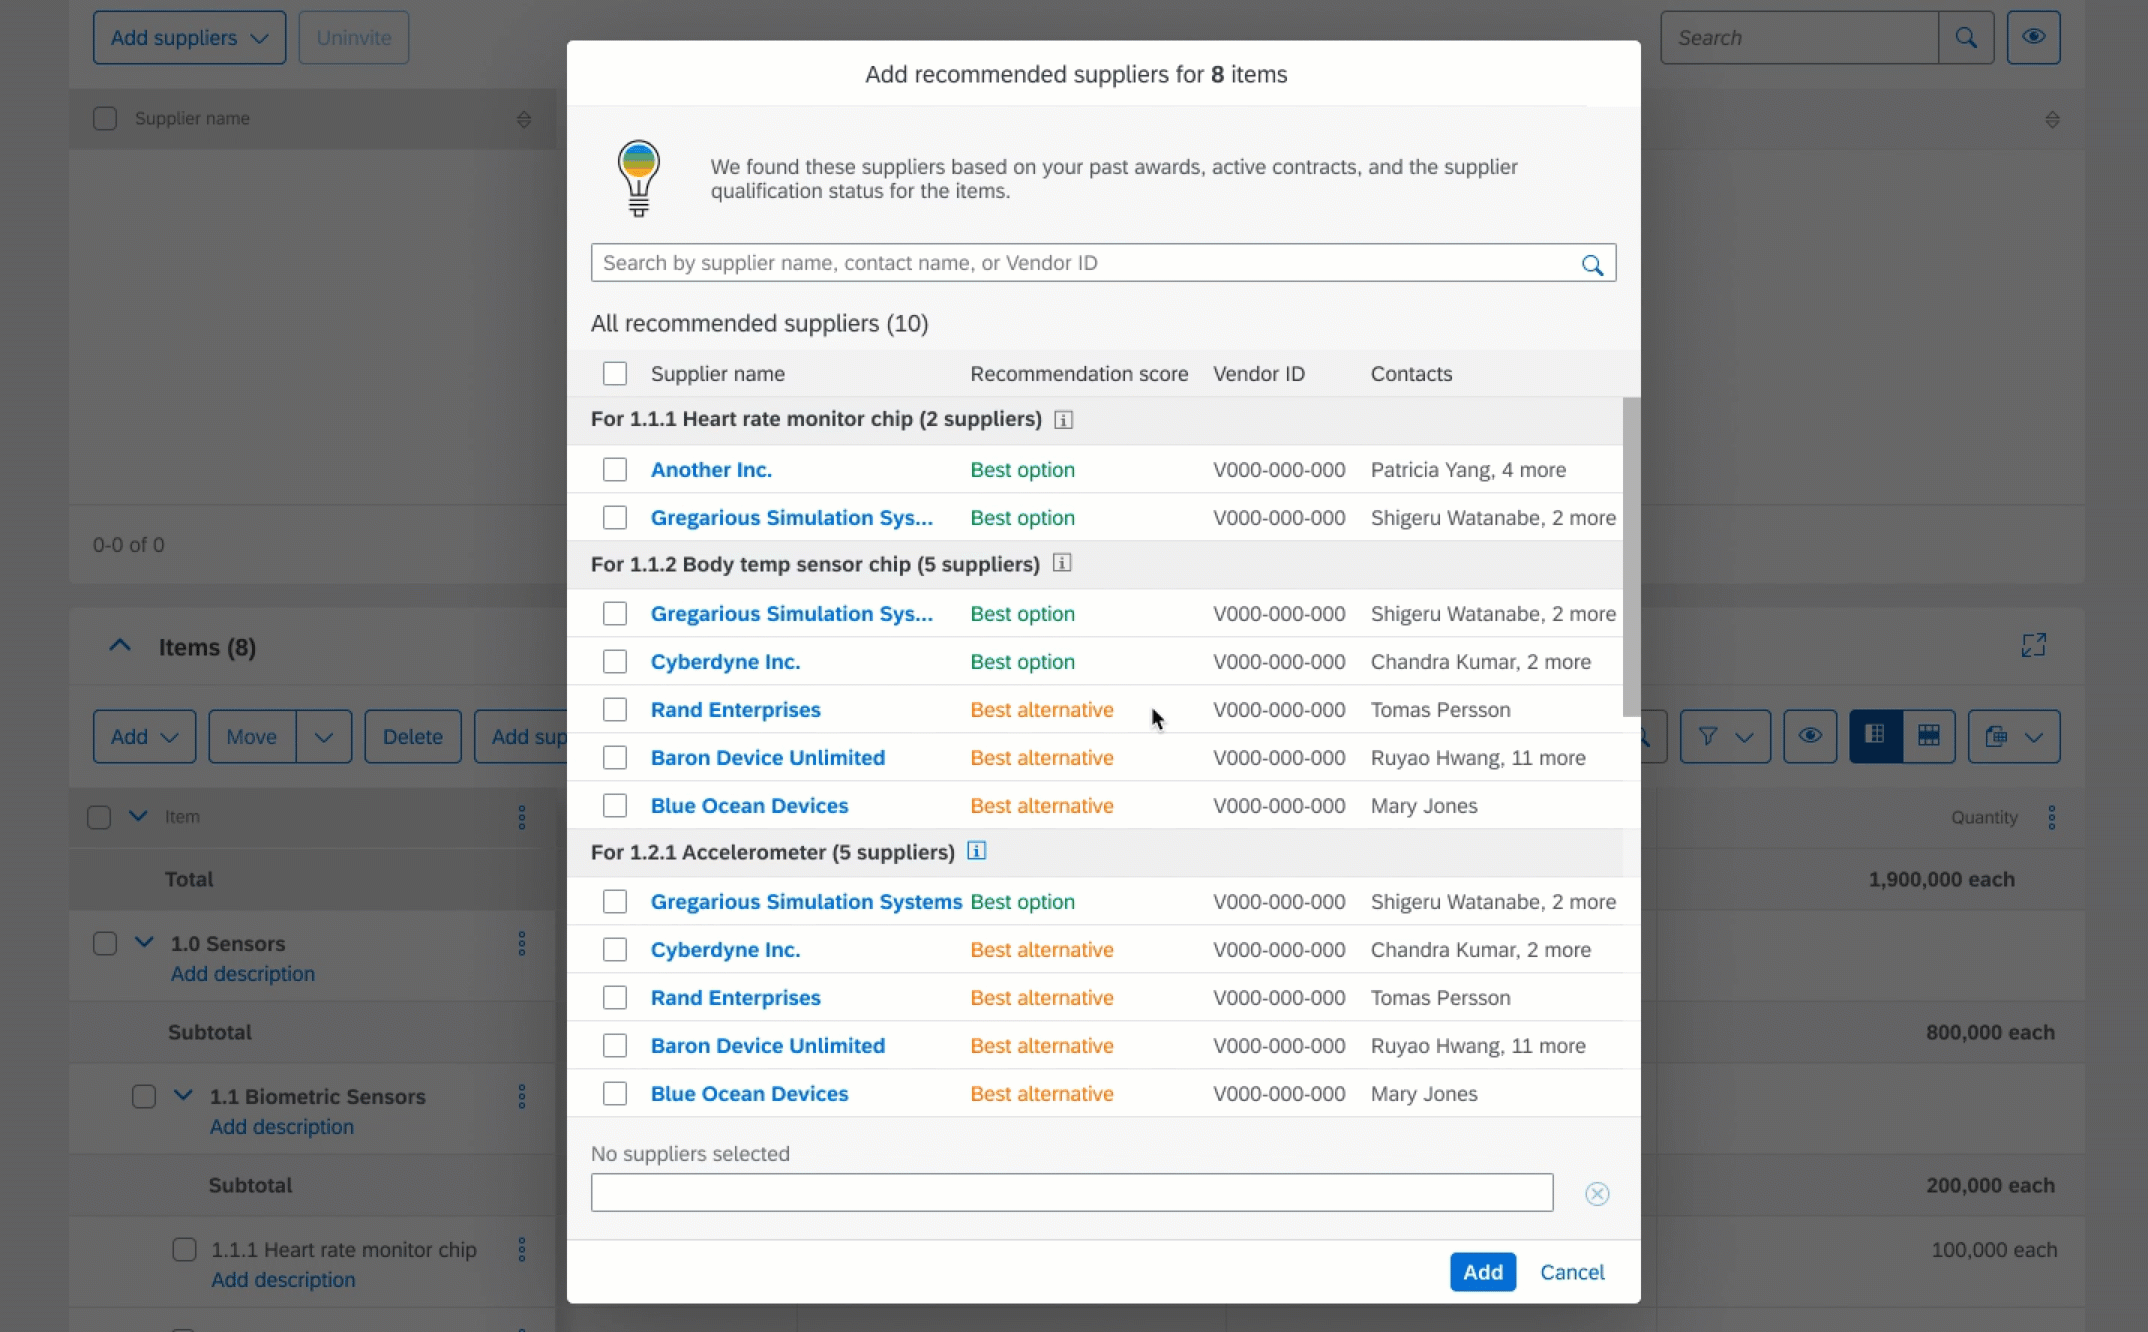 Add suppliers
Uninvite
Search
Supplier name
0-0 of 0
Items (8)
Add
Move
Delete
Add sup
Item
Quantity
Total
1,900,000 each
1.0 Sensors
Add description
Subtotal
800,000 each
1.1 Biometric Sensors
Add description
Subtotal
200,000 each
1.1.1 Heart rate monitor chip
100,000 each
Add description
Add recommended suppliers for 8 items
We found these suppliers based on your past awards, active contracts, and the supplier
qualification status for the items.
Search by supplier name, contact name, or Vendor ID
All recommended suppliers (10)
Supplier name Recommendation score Vendor ID Contacts
For 1.1.1 Heart rate monitor chip (2 suppliers)
Another Inc. Best option V000-000-000 Patricia Yang, 4 more
Gregarious Simulation Sys... Best option V000-000-000 Shigeru Watanabe, 2 more
For 1.1.2 Body temp sensor chip (5 suppliers)
Gregarious Simulation Sys... Best option V000-000-000 Shigeru Watanabe, 2 more
Cyberdyne Inc. Best option V000-000-000 Chandra Kumar, 2 more
Rand Enterprises Best alternative V000-000-000 Tomas Persson
Baron Device Unlimited Best alternative V000-000-000 Ruyao Hwang, 11 more
Blue Ocean Devices Best alternative V000-000-000 Mary Jones
For 1.2.1 Accelerometer (5 suppliers)
Gregarious Simulation Systems Best option V000-000-000 Shigeru Watanabe, 2 more
Cyberdyne Inc. Best alternative V000-000-000 Chandra Kumar, 2 more
Rand Enterprises Best alternative V000-000-000 Tomas Persson
Baron Device Unlimited Best alternative V000-000-000 Ruyao Hwang, 11 more
Blue Ocean Devices Best alternative V000-000-000 Mary Jones
No suppliers selected
Add
Cancel